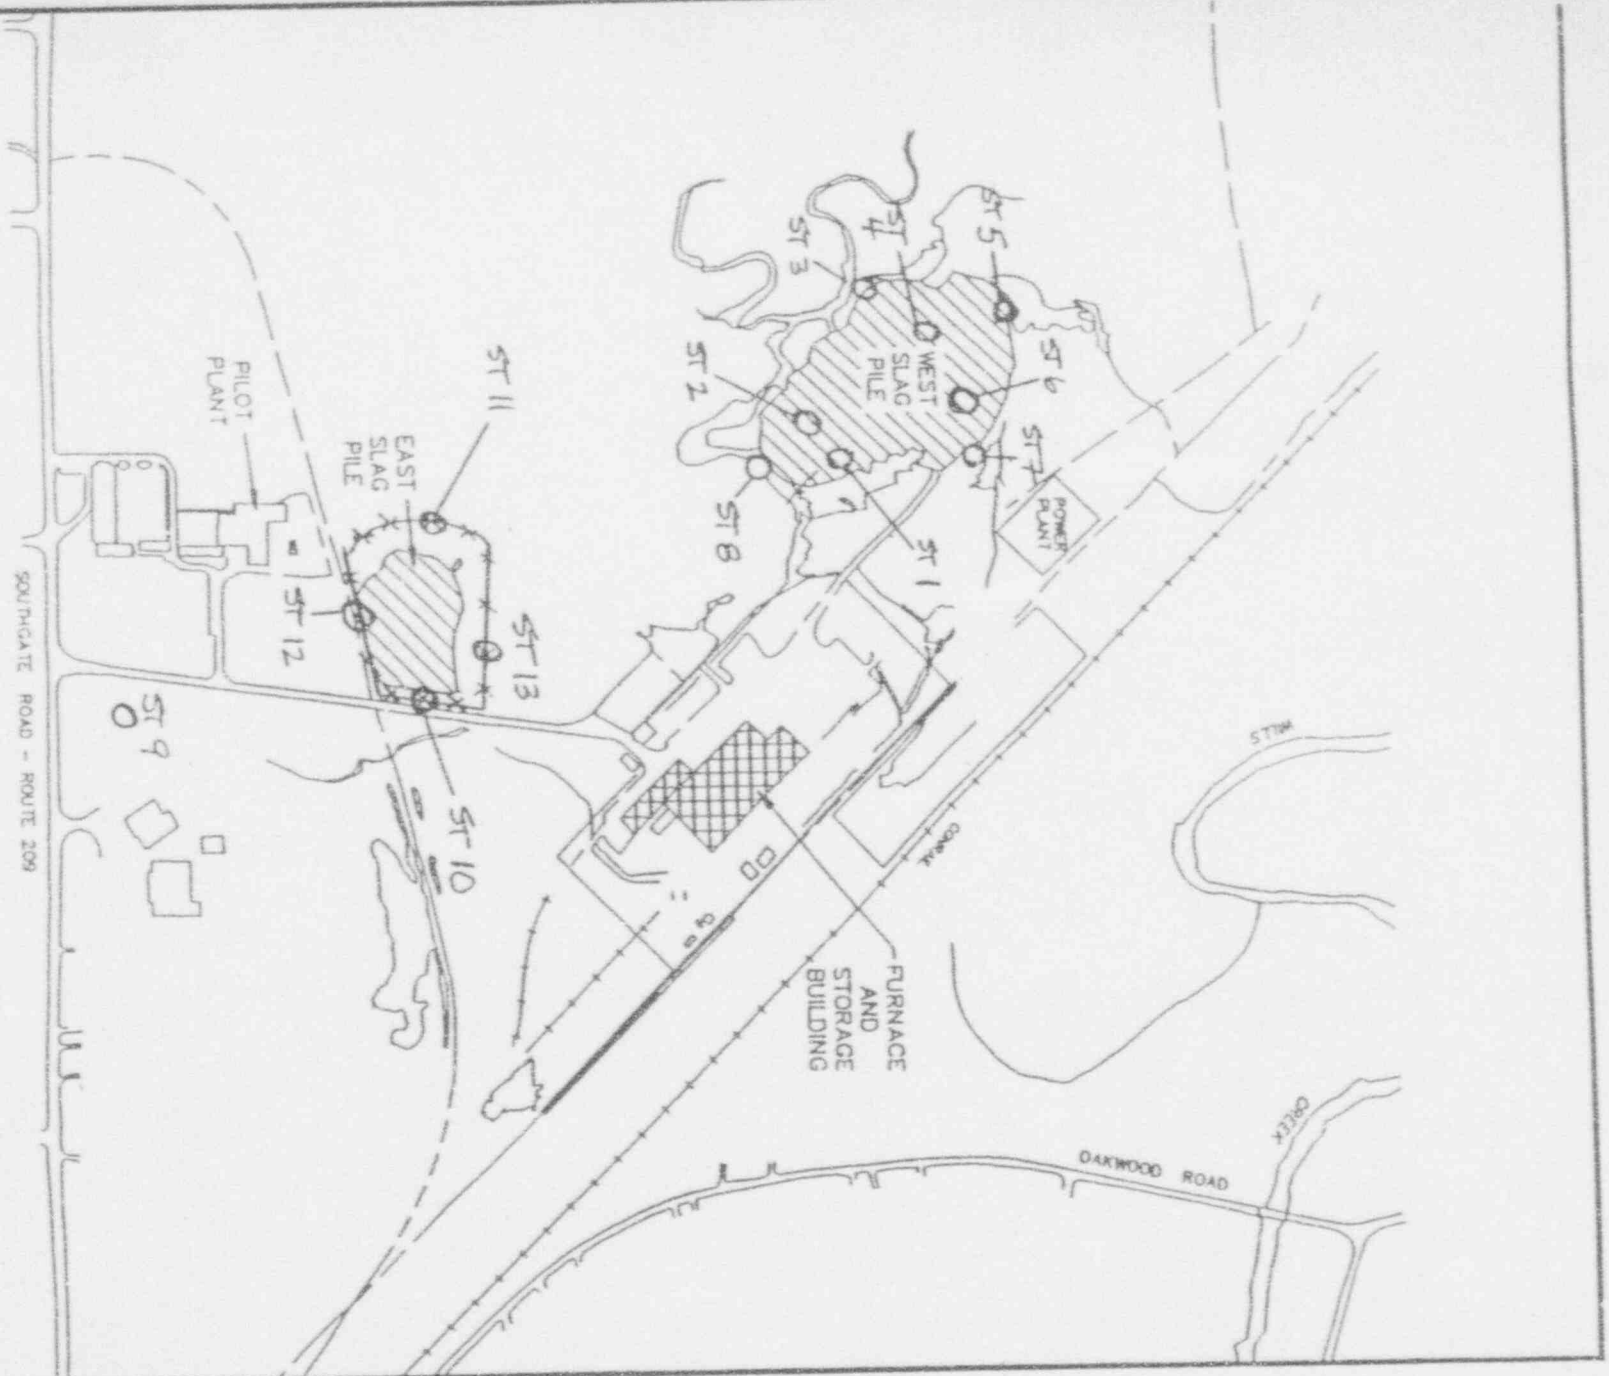 MILLS
CREEK
OAKWOOD ROAD
CONRAIL
POWER
PLANT
ST 5
ST 6
ST 7
ST 4
ST 3
WEST
SLAG
PILE
ST 1
ST 2
ST 8
FURNACE
AND
STORAGE
BUILDING
ST 11
ST 13
EAST
SLAG
PILE
ST 10
ST 12
PILOT
PLANT
ST 9
SOUTHGATE ROAD - ROUTE 209